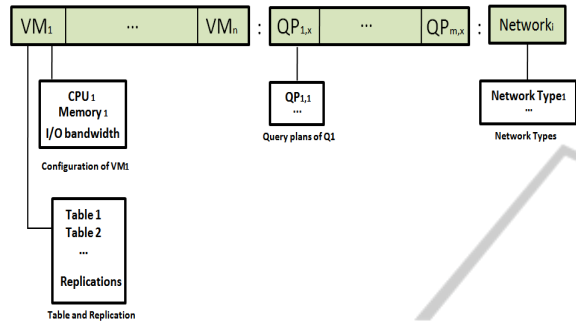 VM1 ... VMn : QP1,x ... QPm,x : Networki
CPU 1
Memory 1
I/O bandwidth
Configuration of VM1
QP1,1
...
Query plans of Q1
Network Type1
...
Network Types
Table 1
Table 2
...
Replications
Table and Replication